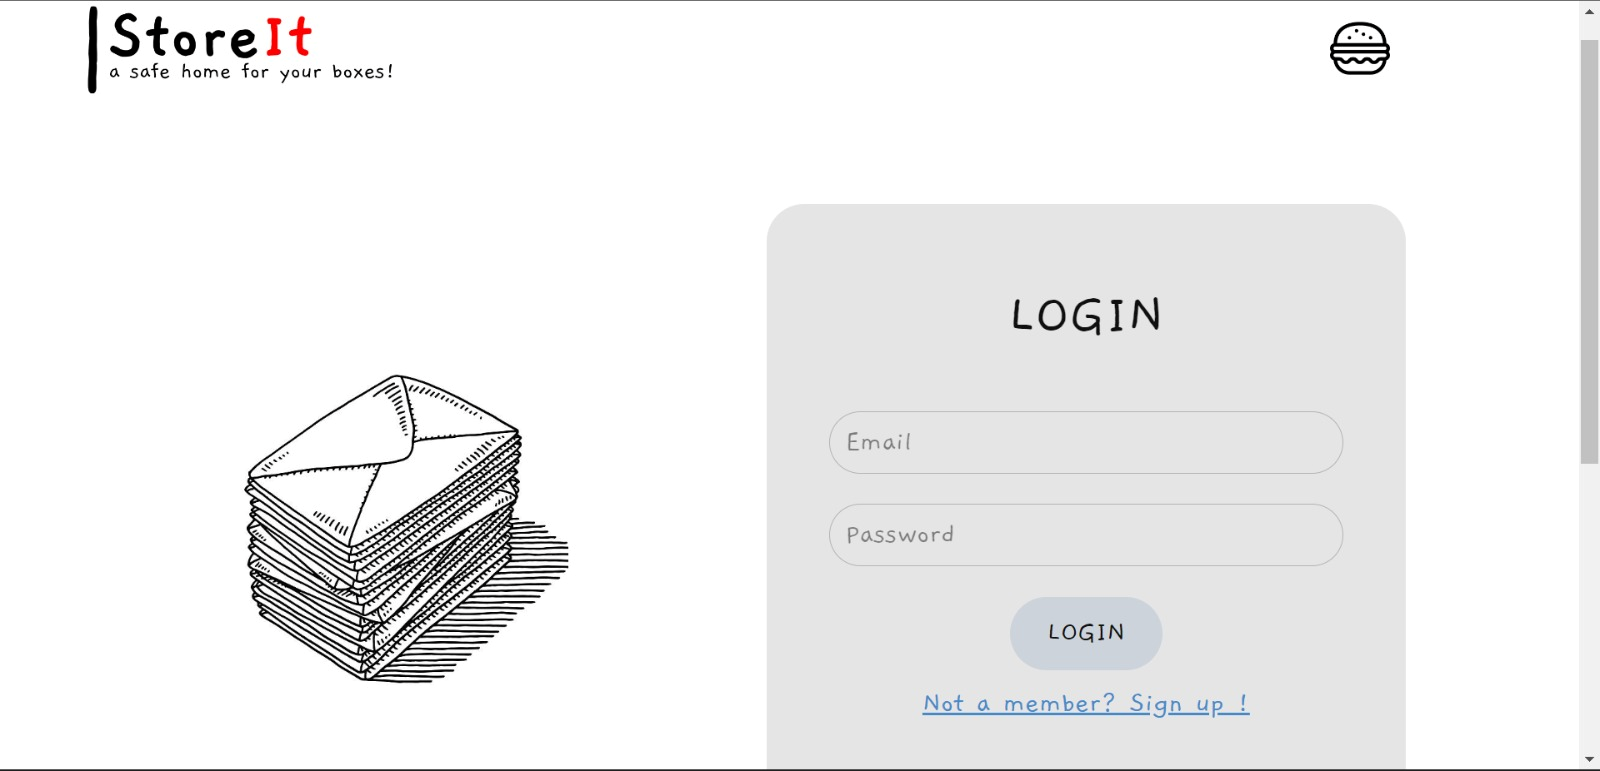 StoreIt
a safe home for your boxes!
LOGIN
Email
Password
LOGIN
Not a member? Sign up !